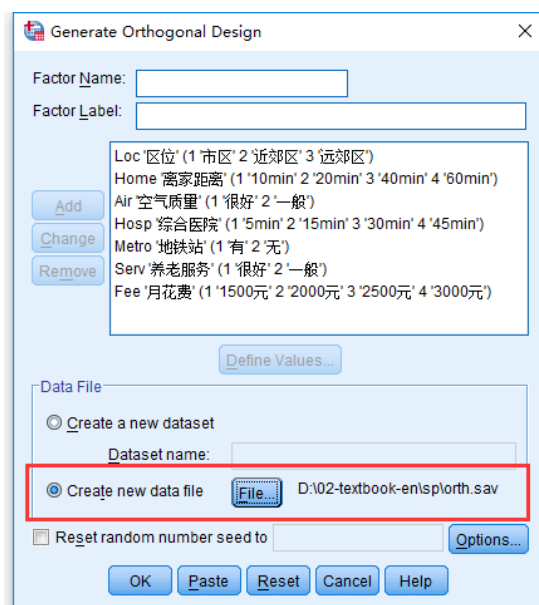 Generate Orthogonal Design
Factor Name:
Factor Label:
Loc '区位' (1 '市区' 2 '近郊区' 3 '远郊区')
Home '离家距离' (1 '10min' 2 '20min' 3 '40min' 4 '60min')
Air '空气质量' (1 '很好' 2 '一般')
Hosp '综合医院' (1 '5min' 2 '15min' 3 '30min' 4 '45min')
Metro '地铁站' (1 '有' 2 '无')
Serv '养老服务' (1 '很好' 2 '一般')
Fee '月花费' (1 '1500元' 2 '2000元' 3 '2500元' 4 '3000元')
Add
Change
Remove
Define Values...
Data File
Create a new dataset
Dataset name:
Create new data file File... D:\02-textbook-en\sp\orth.sav
Reset random number seed to Options...
OK Paste Reset Cancel Help